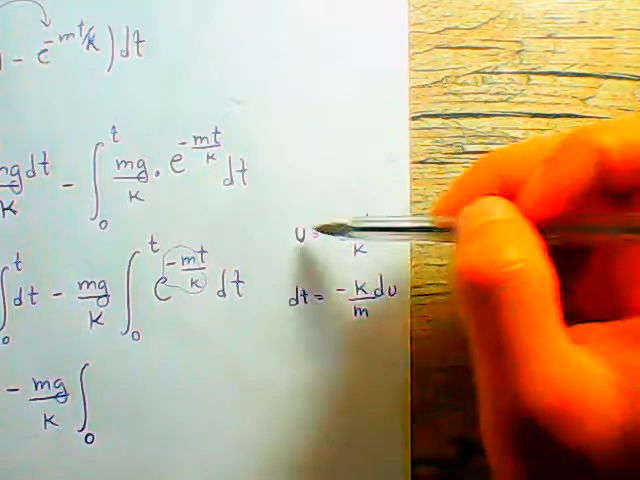 - e^{-mt/k})dt
mg/k dt - ∫_0^t mg/k · e^{-mt/k} dt
∫_0^t dt - mg/k ∫_0^t e^{-mt/k} dt
u = k
dt = -k du/m
- mg/k ∫_0